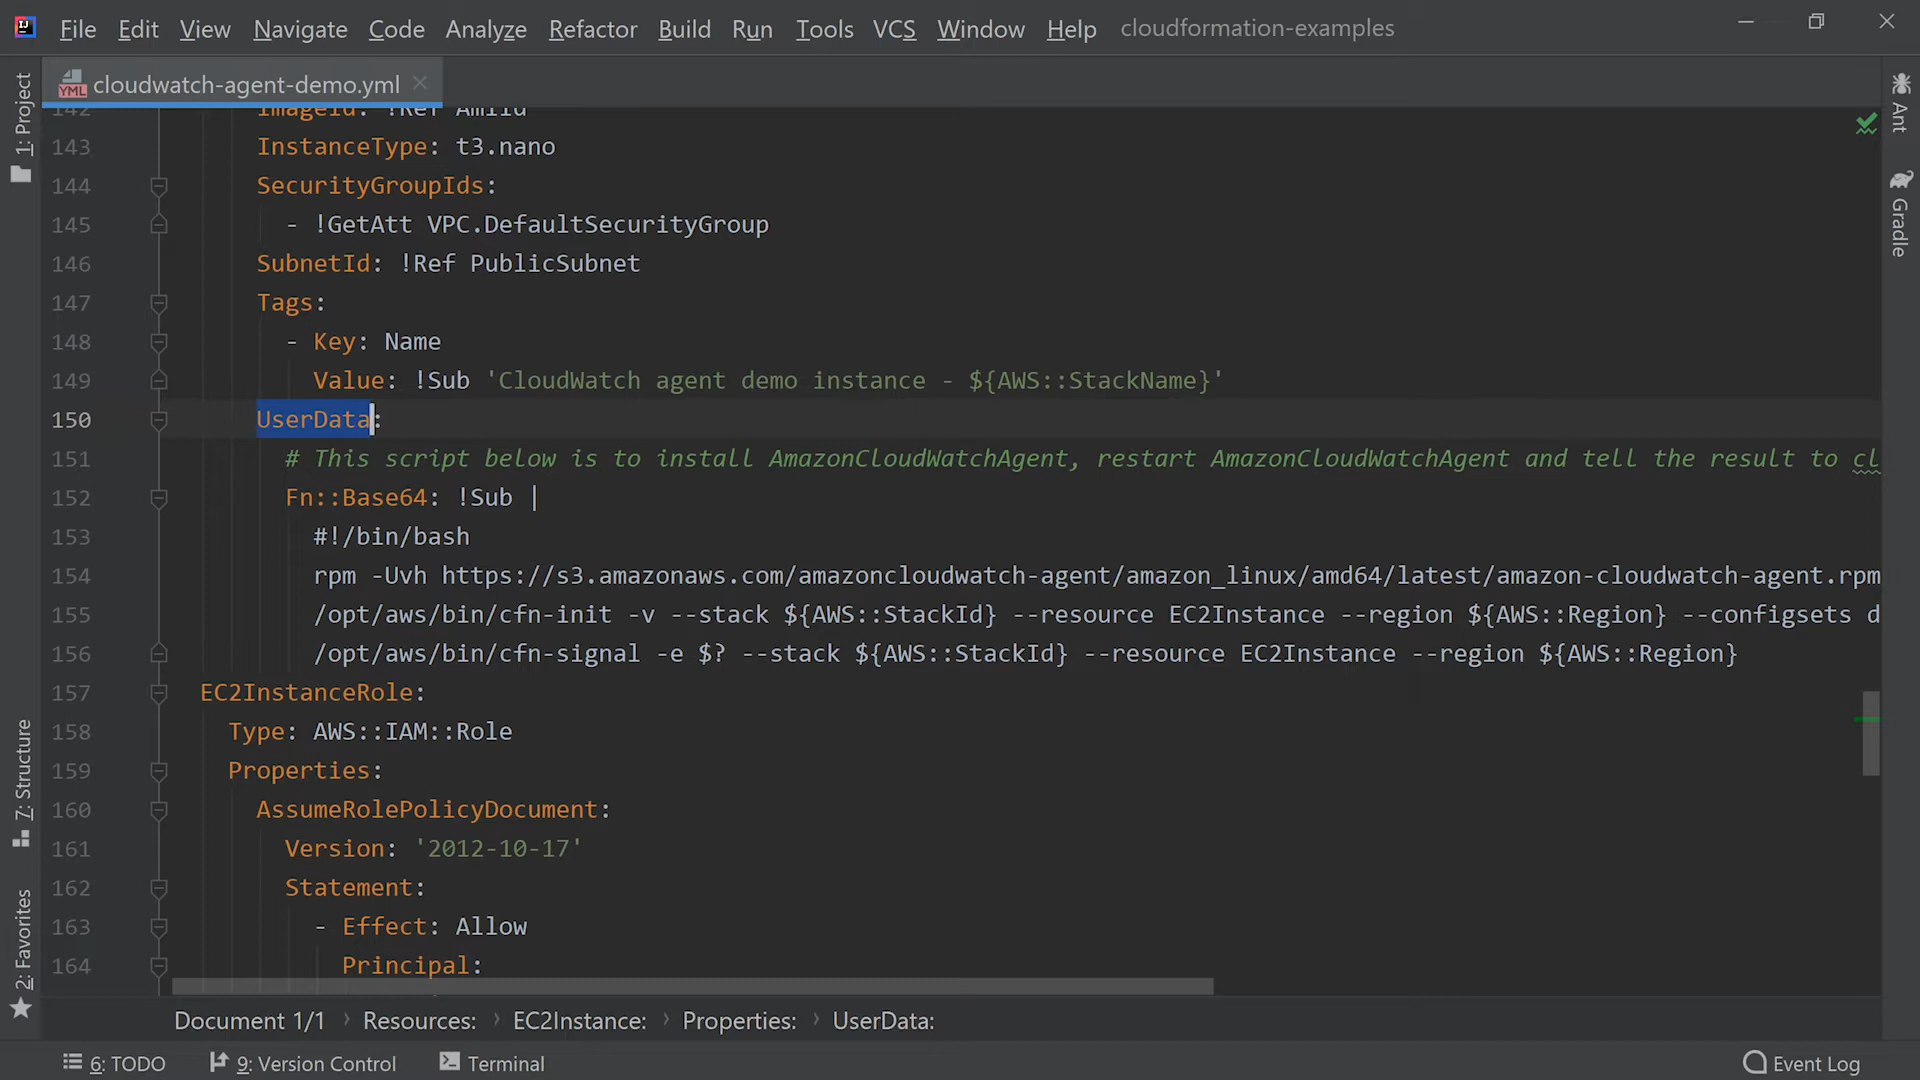 File Edit View Navigate Code Analyze Refactor Build Run Tools VCS Window Help cloudformation-examples
cloudwatch-agent-demo.yml
1: Project
7: Structure
2: Favorites
Ant
Gradle
142 ImageId: !Ref AmiId
143 InstanceType: t3.nano
144 SecurityGroupIds:
145 - !GetAtt VPC.DefaultSecurityGroup
146 SubnetId: !Ref PublicSubnet
147 Tags:
148 - Key: Name
149 Value: !Sub 'CloudWatch agent demo instance - ${AWS::StackName}'
150 UserData:
151 # This script below is to install AmazonCloudWatchAgent, restart AmazonCloudWatchAgent and tell the result to cl
152 Fn::Base64: !Sub |
153 #!/bin/bash
154 rpm -Uvh https://s3.amazonaws.com/amazoncloudwatch-agent/amazon_linux/amd64/latest/amazon-cloudwatch-agent.rpm
155 /opt/aws/bin/cfn-init -v --stack ${AWS::StackId} --resource EC2Instance --region ${AWS::Region} --configsets d
156 /opt/aws/bin/cfn-signal -e $? --stack ${AWS::StackId} --resource EC2Instance --region ${AWS::Region}
157 EC2InstanceRole:
158 Type: AWS::IAM::Role
159 Properties:
160 AssumeRolePolicyDocument:
161 Version: '2012-10-17'
162 Statement:
163 - Effect: Allow
164 Principal:
Document 1/1 › Resources: › EC2Instance: › Properties: › UserData:
6: TODO 9: Version Control Terminal Event Log